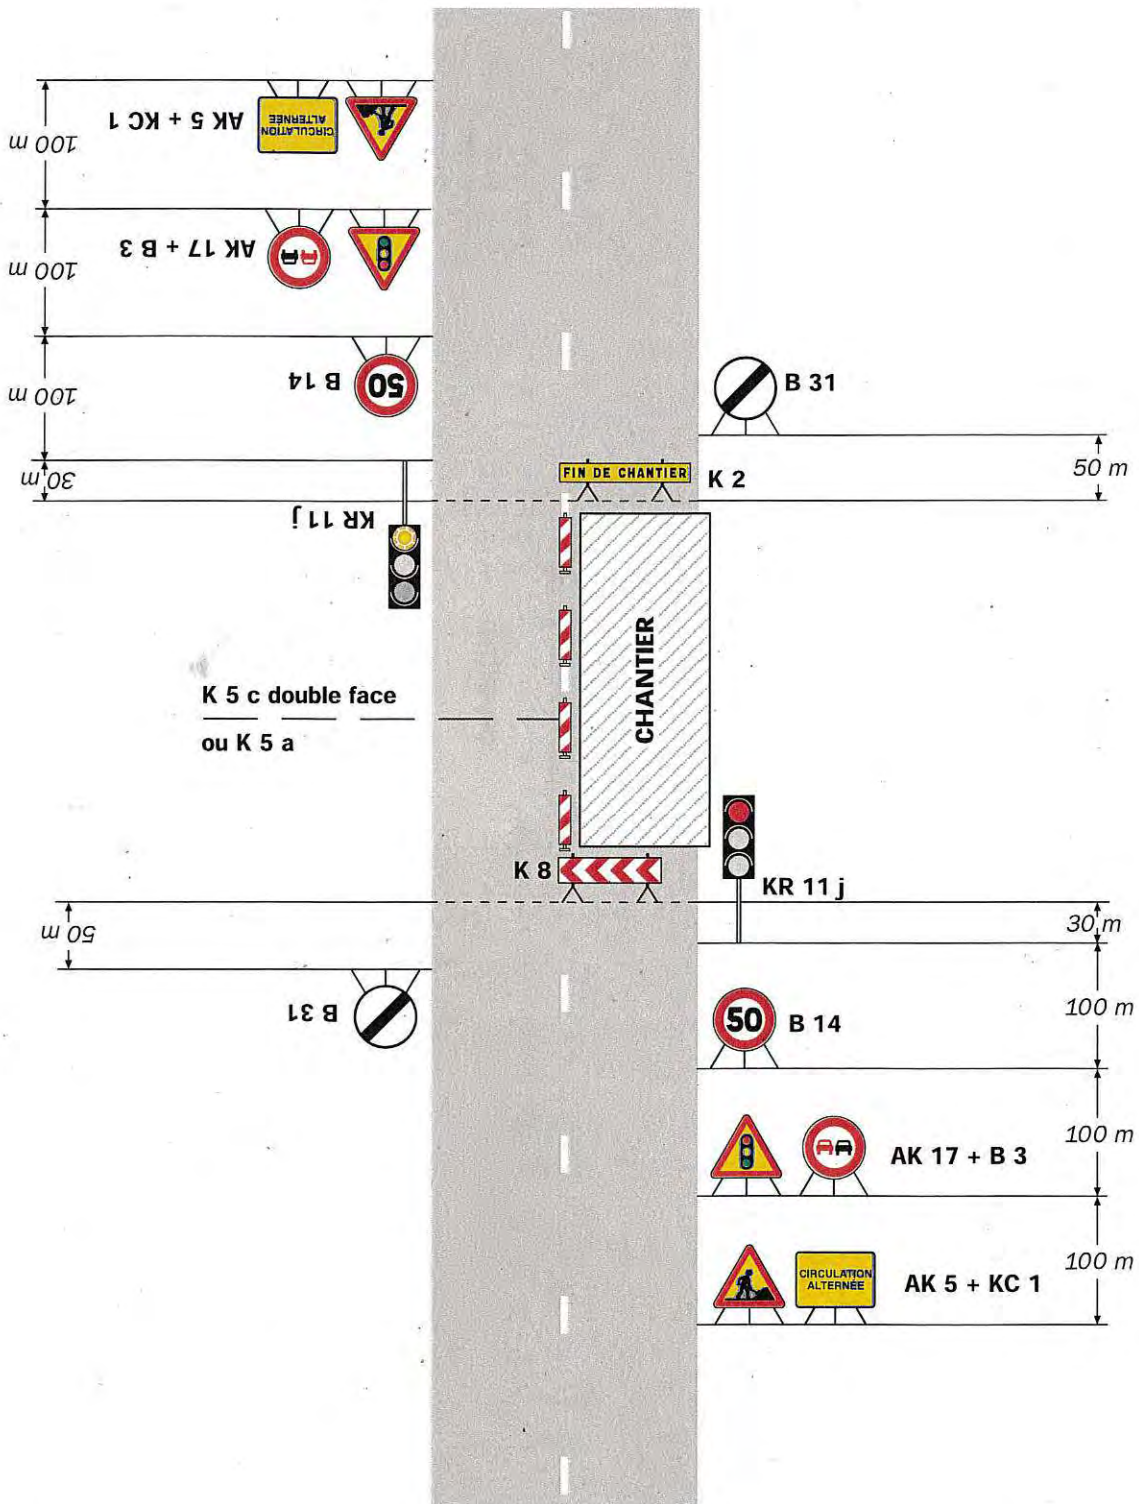 100 m
AK 5 + KC 1
CIRCULATION
ALTERNÉE
100 m
AK 17 + B 3
100 m
B 14
50
B 31
30 m
FIN DE CHANTIER
K 2
50 m
KR 11 j
CHANTIER
K 5 c double face
ou K 5 a
K 8
KR 11 j
50 m
30 m
B 31
50
B 14
100 m
AK 17 + B 3
100 m
CIRCULATION
ALTERNÉE
AK 5 + KC 1
100 m